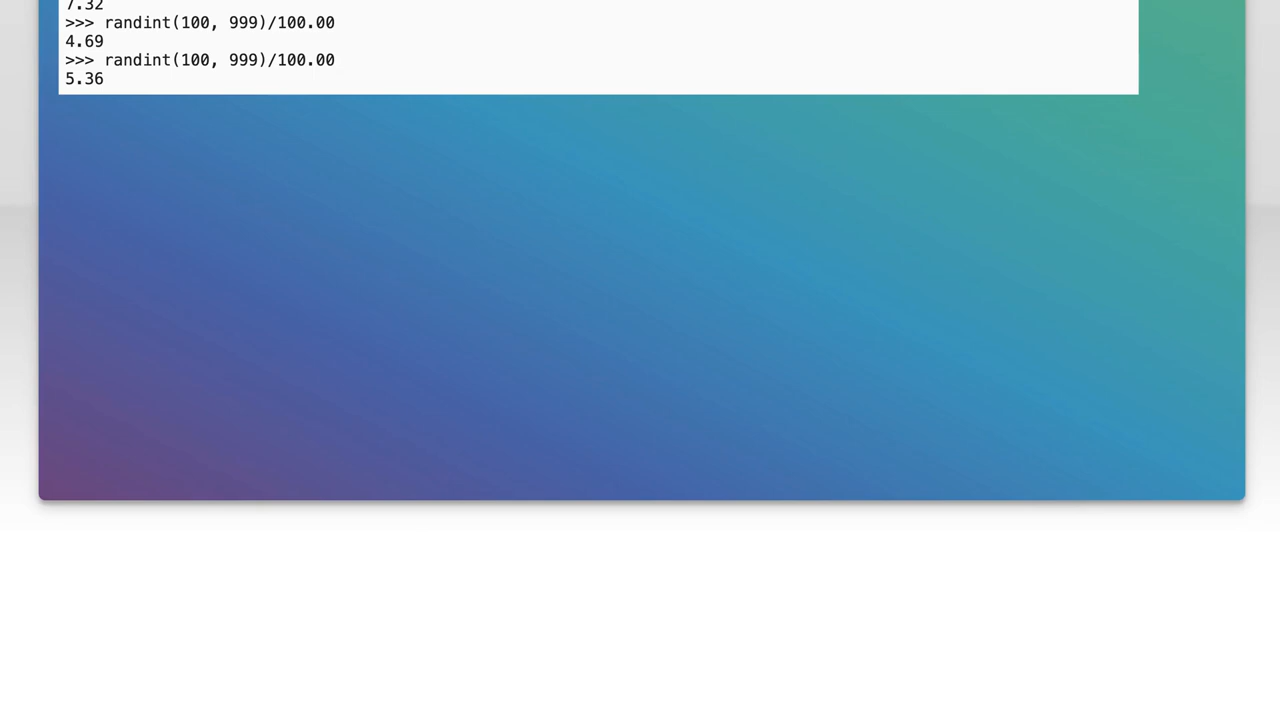 7.32
>>> randint(100, 999)/100.00
4.69
>>> randint(100, 999)/100.00
5.36